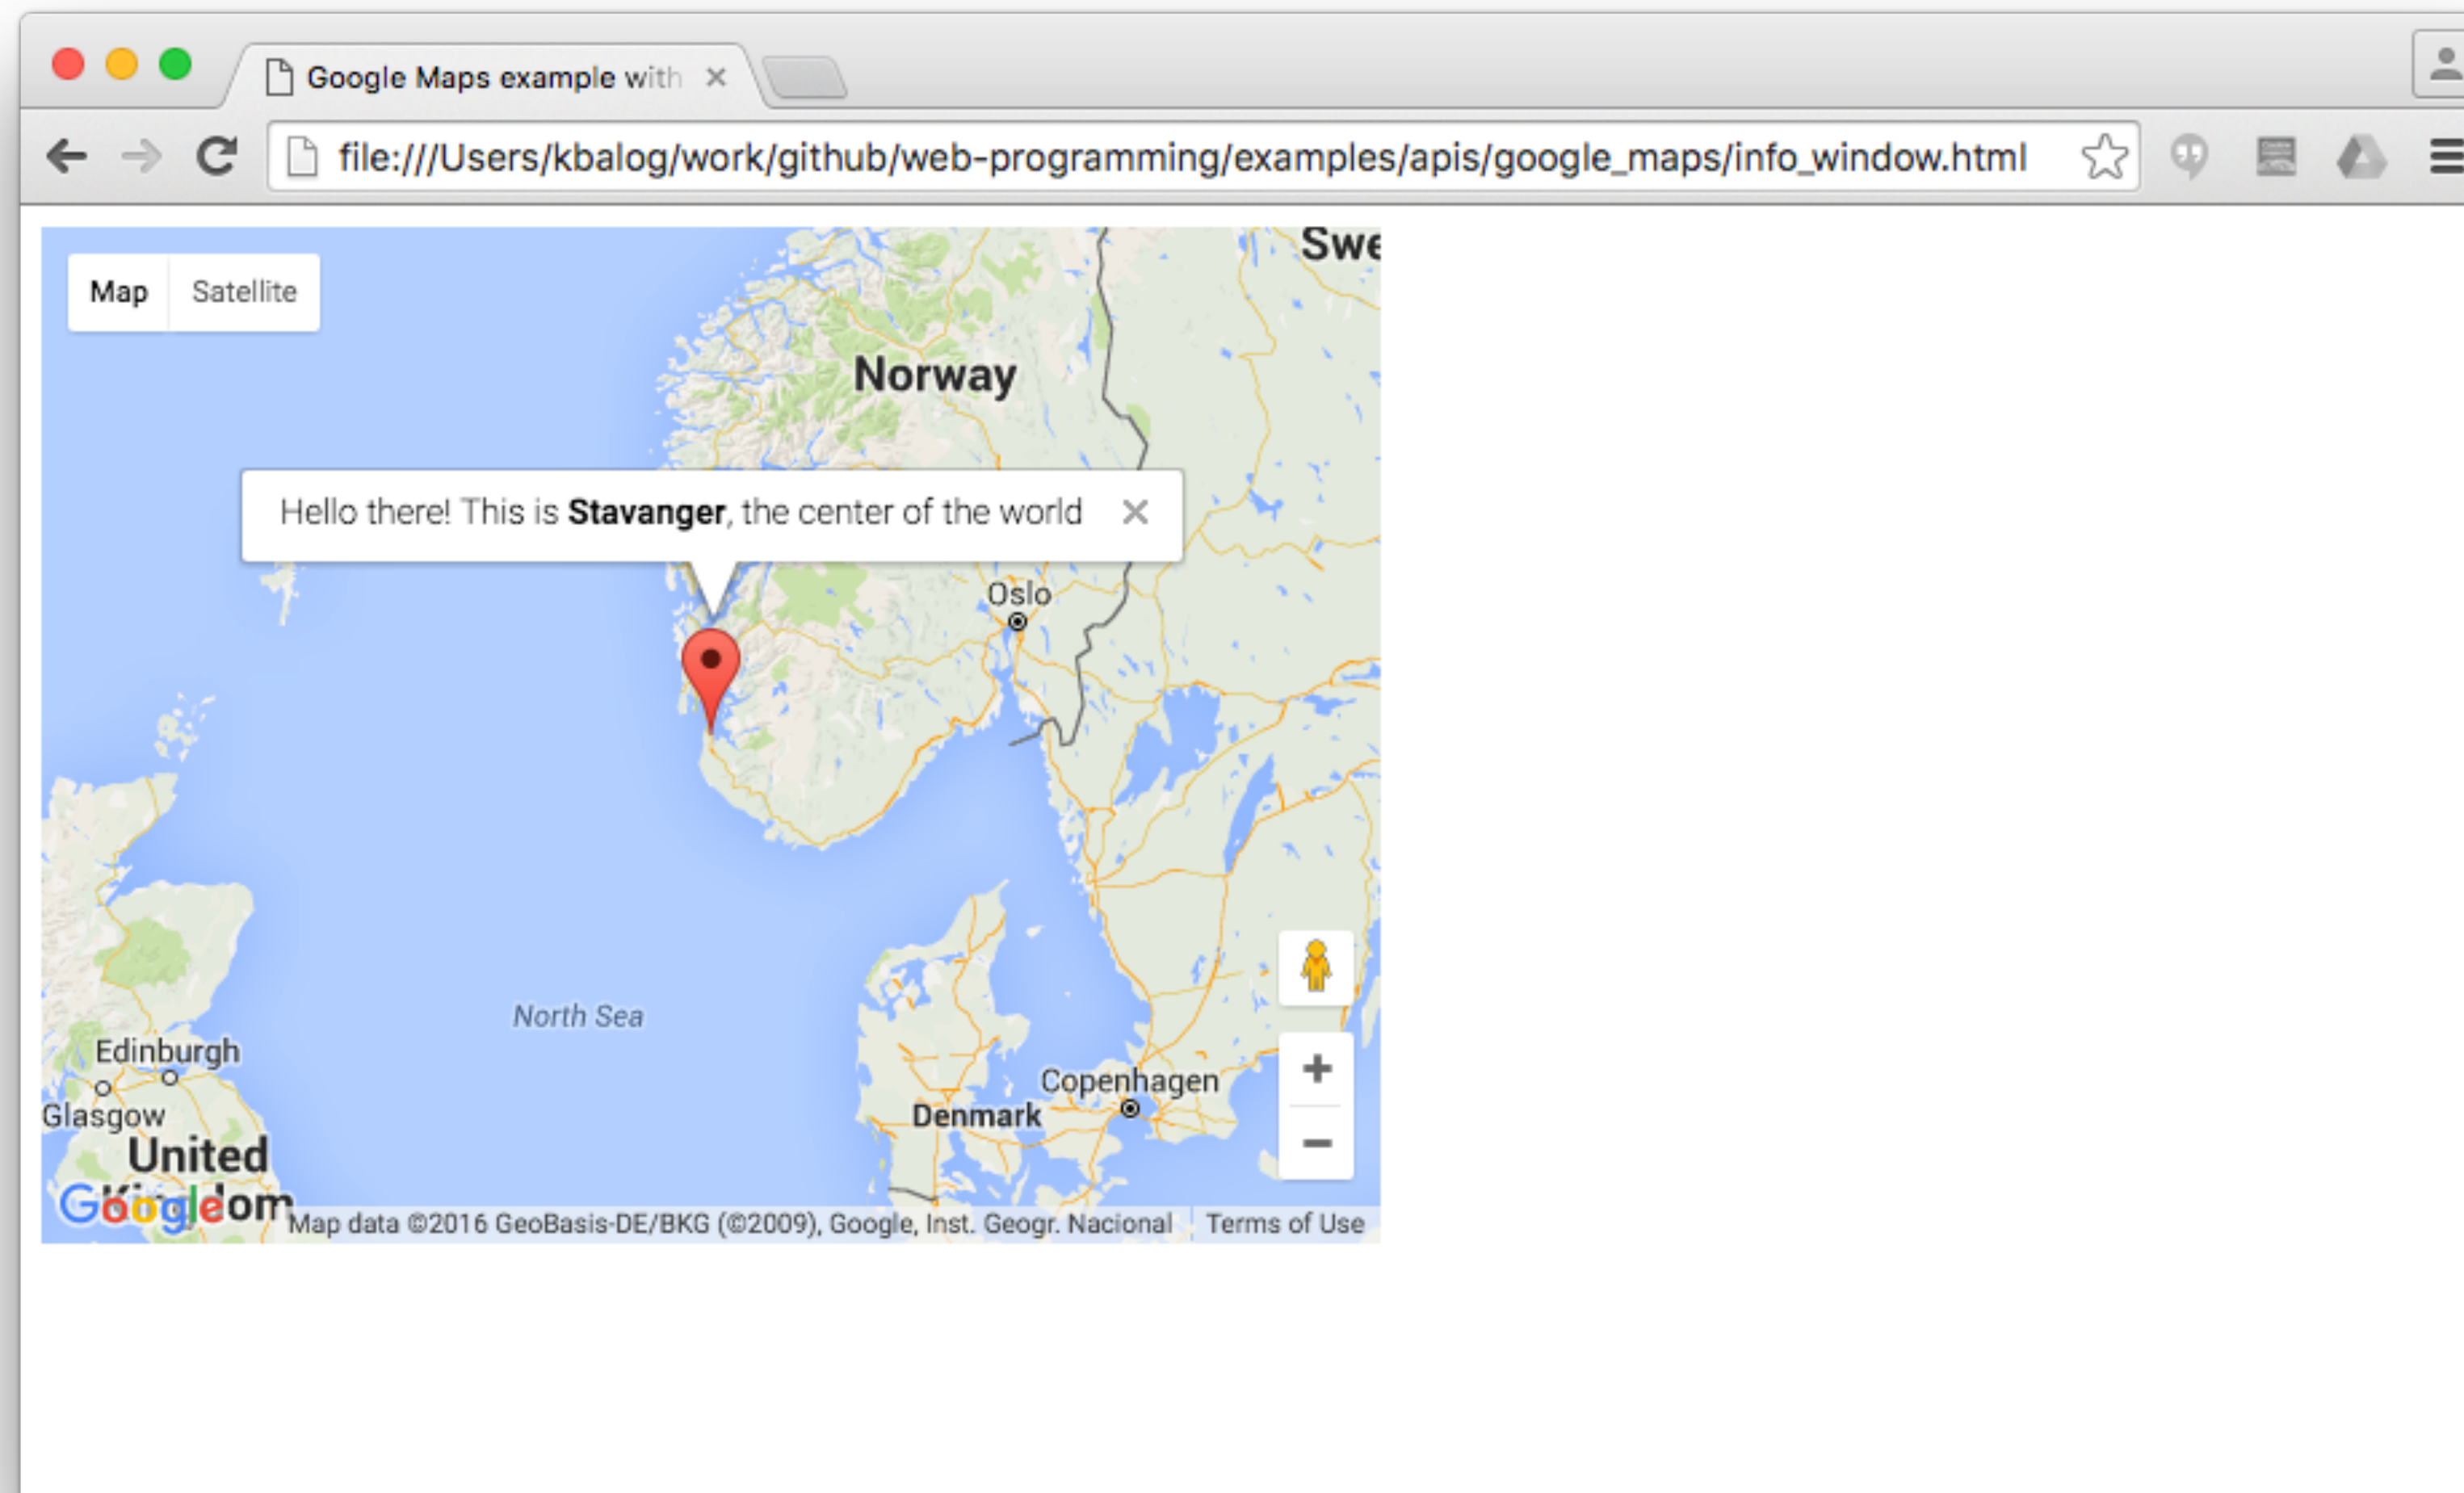 Google Maps example with
file:///Users/kbalog/work/github/web-programming/examples/apis/google_maps/info_window.html
Map Satellite
Swe
Norway
Hello there! This is Stavanger, the center of the world
Oslo
North Sea
Edinburgh
Glasgow
Copenhagen
Denmark
United
Kingdom
Google
Map data ©2016 GeoBasis-DE/BKG (©2009), Google, Inst. Geogr. Nacional
Terms of Use